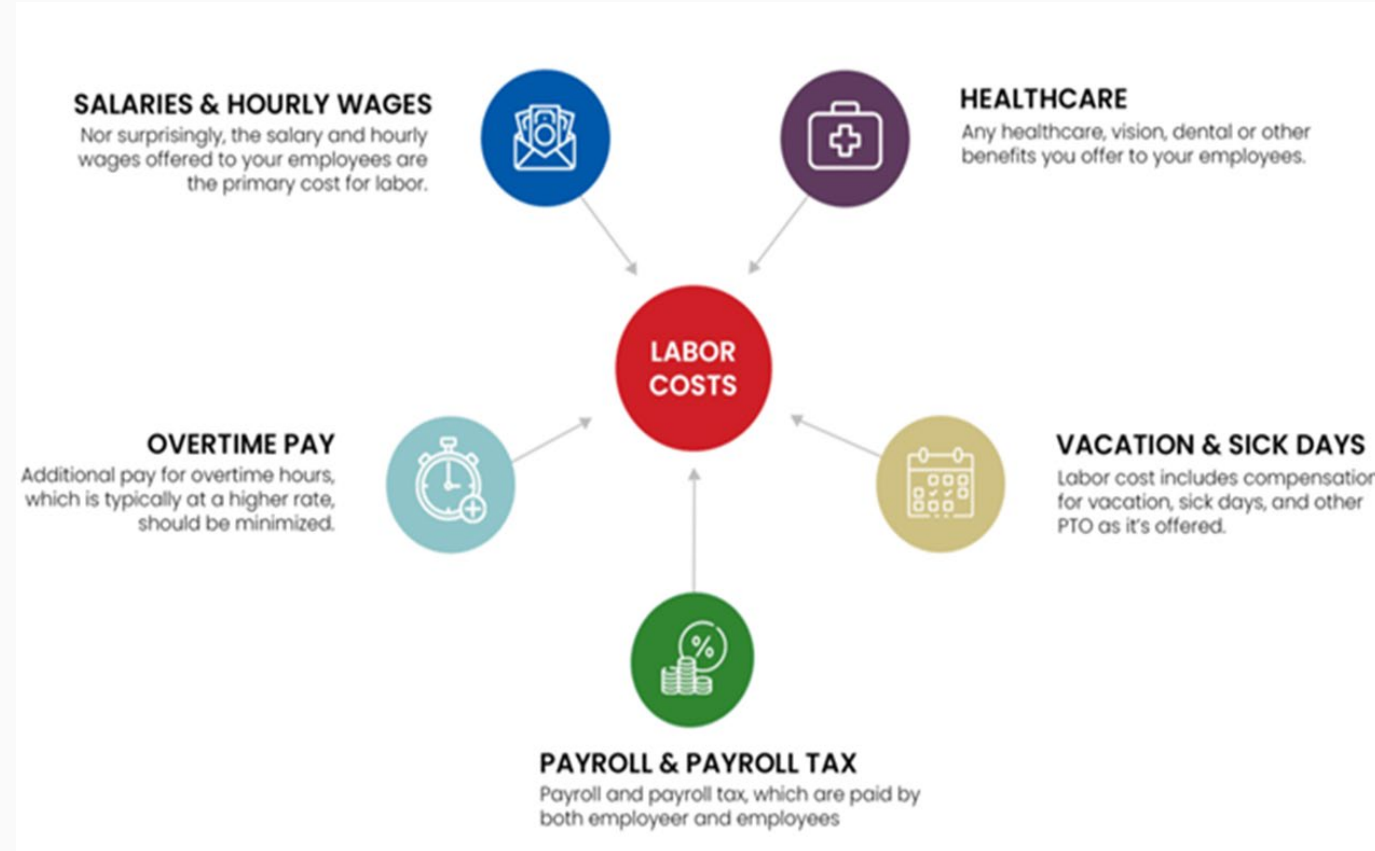 SALARIES & HOURLY WAGES
Nor surprisingly, the salary and hourly
wages offered to your employees are
the primary cost for labor.
HEALTHCARE
Any healthcare, vision, dental or other
benefits you offer to your employees.
LABOR
COSTS
OVERTIME PAY
Additional pay for overtime hours,
which is typically at a higher rate,
should be minimized.
VACATION & SICK DAYS
Labor cost includes compensation
for vacation, sick days, and other
PTO as it's offered.
%
PAYROLL & PAYROLL TAX
Payroll and payroll tax, which are paid by
both employeer and employees